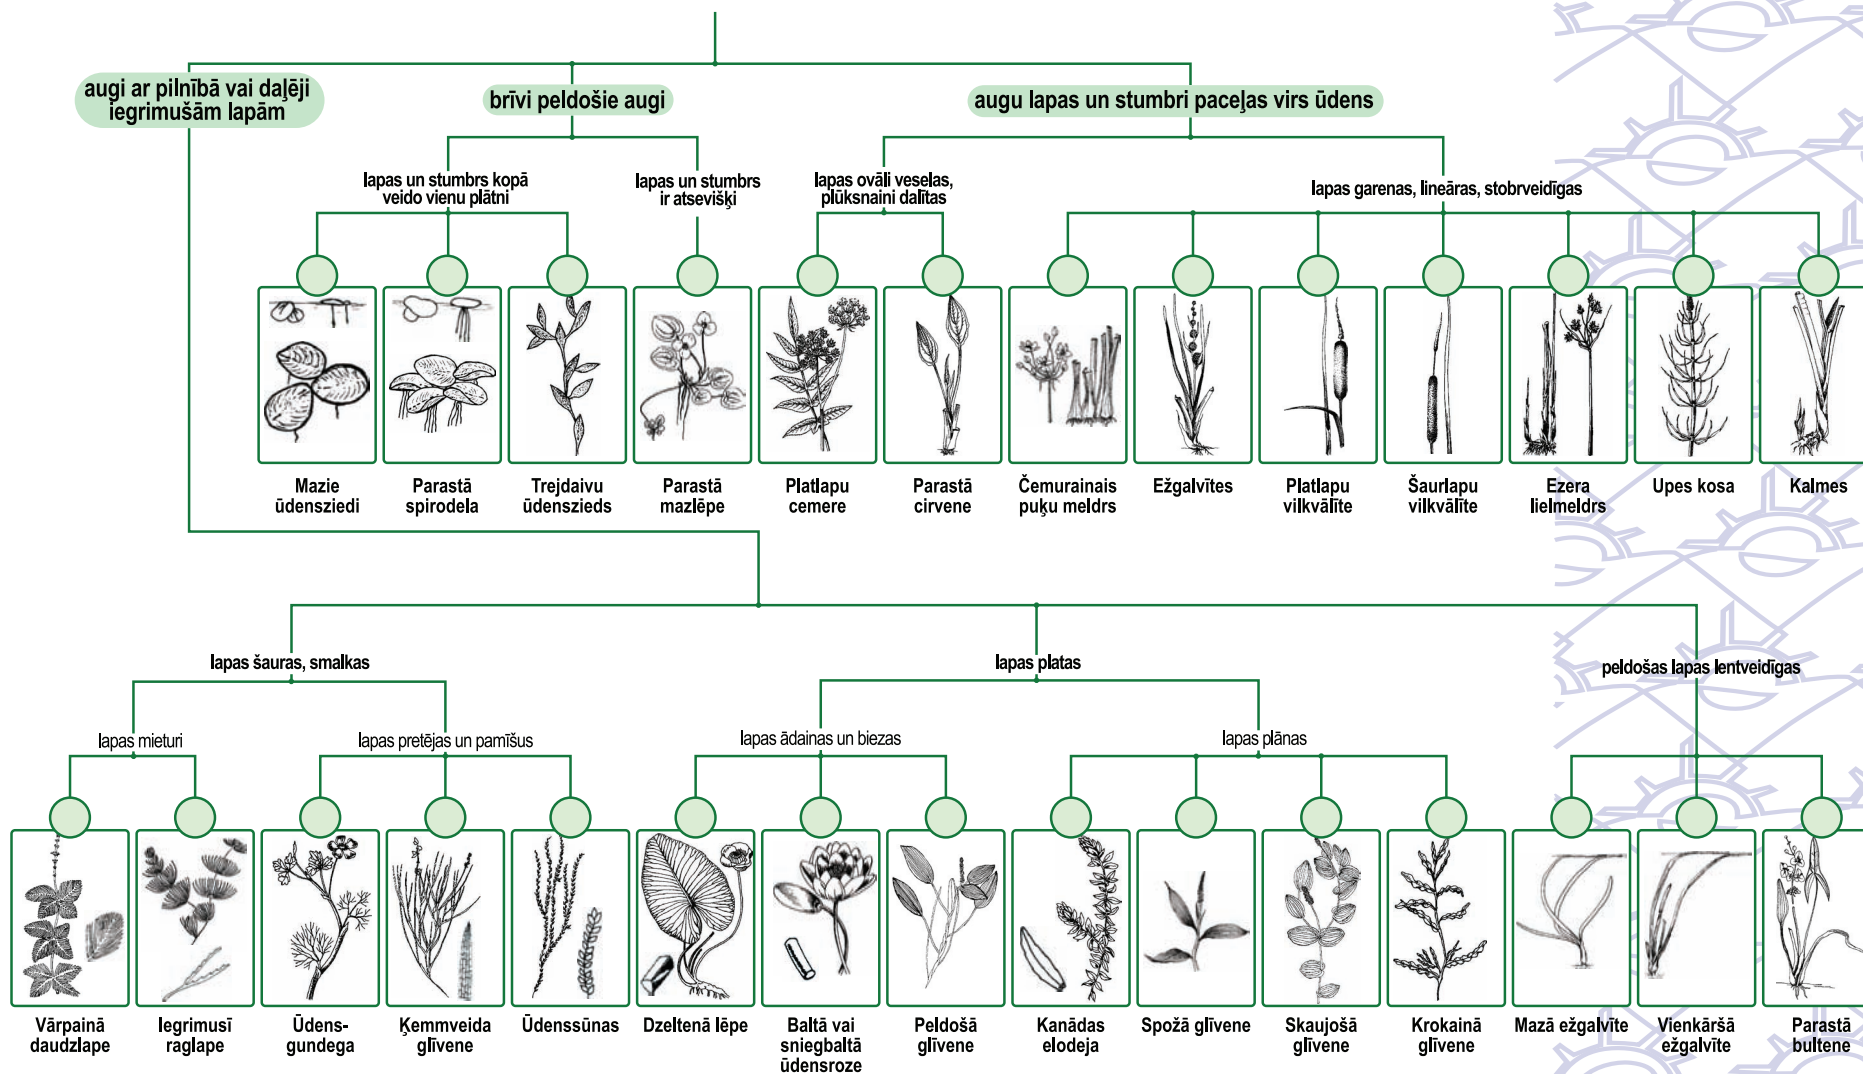 augi ar pilnībā vai daļēji
iegrimušām lapām
brīvi peldošie augi
augu lapas un stumbri paceļas virs ūdens
lapas un stumbrs kopā
veido vienu plātni
lapas un stumbrs
ir atsevišķi
lapas ovāli veselas,
plūksnaini dalītas
lapas garenas, lineāras, stobrveidīgas
Mazie
ūdensziedi
Parastā
spirodela
Trejdaivu
ūdenszieds
Parastā
mazlēpe
Platlapu
cemere
Parastā
cirvene
Čemurainais
puķu meldrs
Ežgalvītes
Platlapu
vilkvālīte
Šaurlapu
vilkvālīte
Ezera
lielmeldrs
Upes kosa
Kalmes
lapas šauras, smalkas
lapas platas
peldošas lapas lentveidīgas
lapas mieturi
lapas pretējas un pamīšus
lapas ādainas un biezas
lapas plānas
Vārpainā
daudzlape
Iegrimusī
raglape
Ūdens-
gundega
Ķemmveida
glīvene
Ūdenssūnas
Dzeltenā lēpe
Baltā vai
sniegbaltā
ūdensroze
Peldošā
glīvene
Kanādas
elodeja
Spožā glīvene
Skaujošā
glīvene
Krokainā
glīvene
Mazā ežgalvīte
Vienkāršā
ežgalvīte
Parastā
bultene